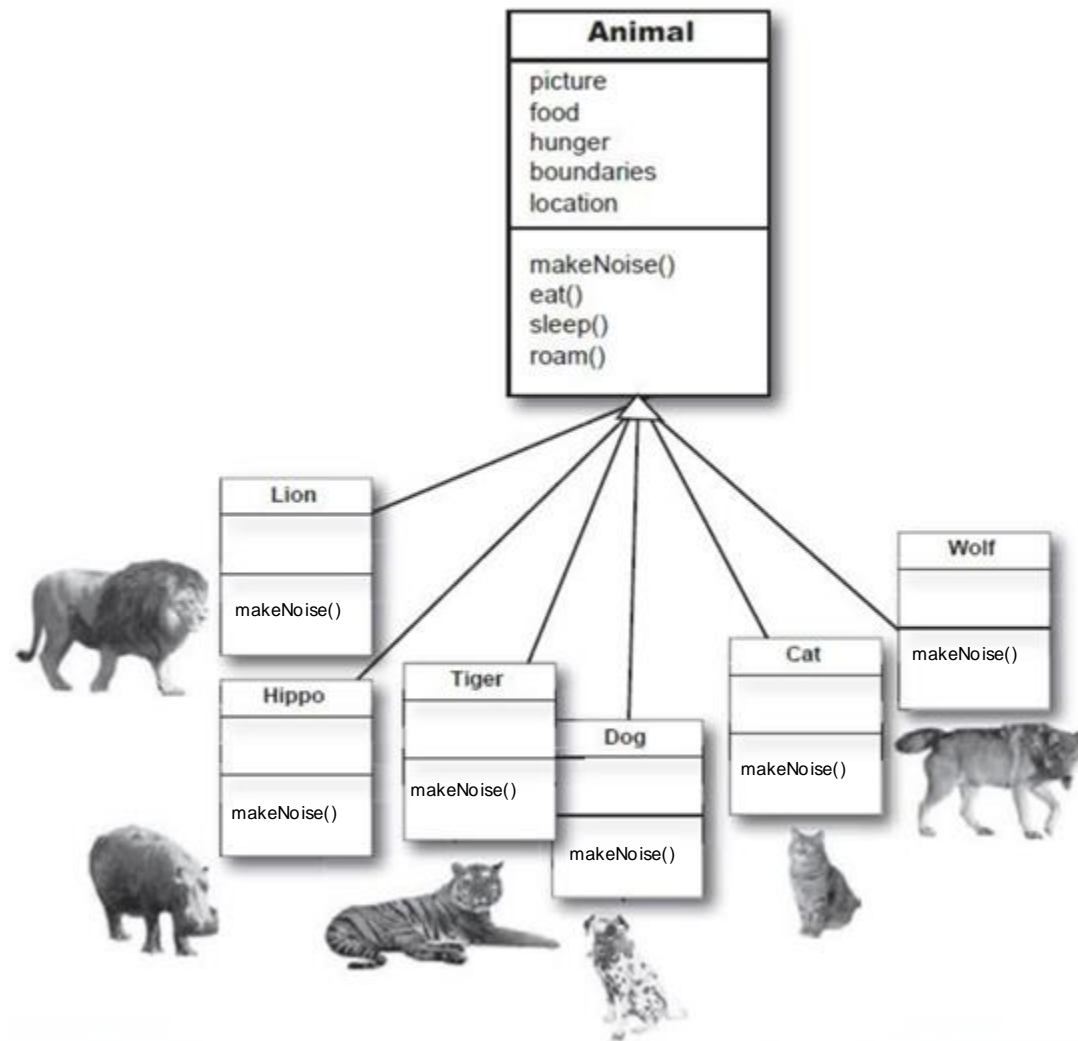 Animal
picture
food
hunger
boundaries
location
makeNoise()
eat()
sleep()
roam()
Lion
makeNoise()
Hippo
makeNoise()
Tiger
makeNoise()
Dog
makeNoise()
Cat
makeNoise()
Wolf
makeNoise()